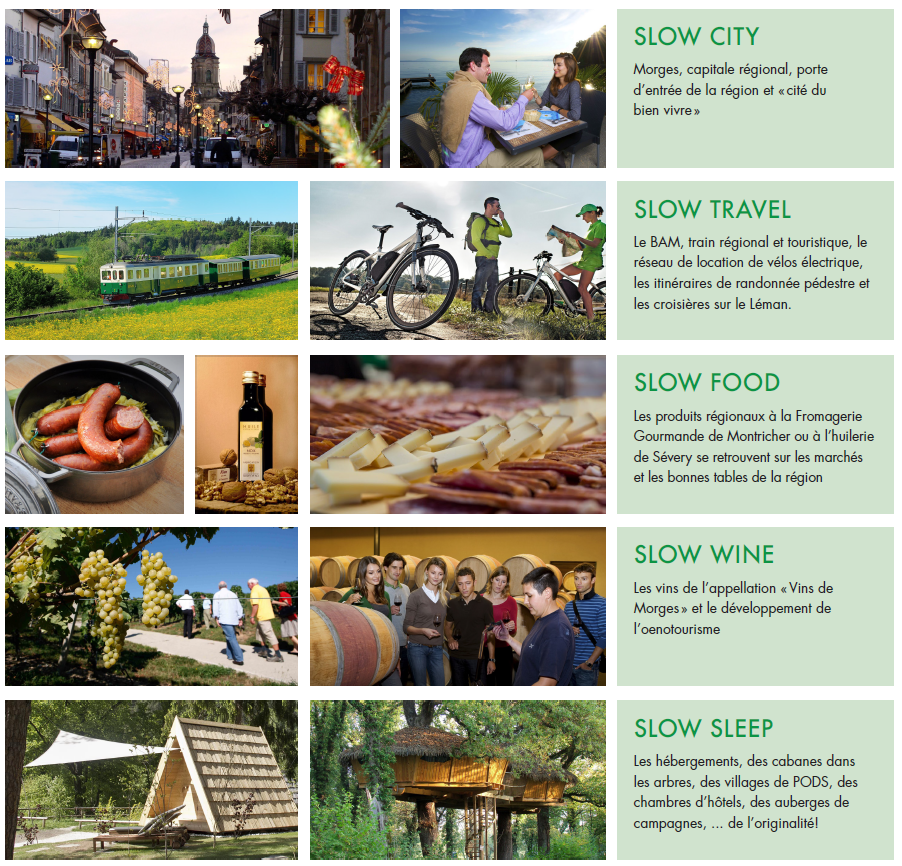 SLOW CITY
Morges, capitale régional, porte
d'entrée de la région et «cité du
bien vivre»
SLOW TRAVEL
Le BAM, train régional et touristique, le
réseau de location de vélos électrique,
les itinéraires de randonnée pédestre et
les croisières sur le Léman.
SLOW FOOD
Les produits régionaux à la Fromagerie
Gourmande de Montricher ou à l'huilerie
de Sévery se retrouvent sur les marchés
et les bonnes tables de la région
SLOW WINE
Les vins de l'appellation «Vins de
Morges» et le développement de
l'oenotourisme
SLOW SLEEP
Les hébergements, des cabanes dans
les arbres, des villages de PODS, des
chambres d'hôtels, des auberges de
campagnes, ... de l'originalité!